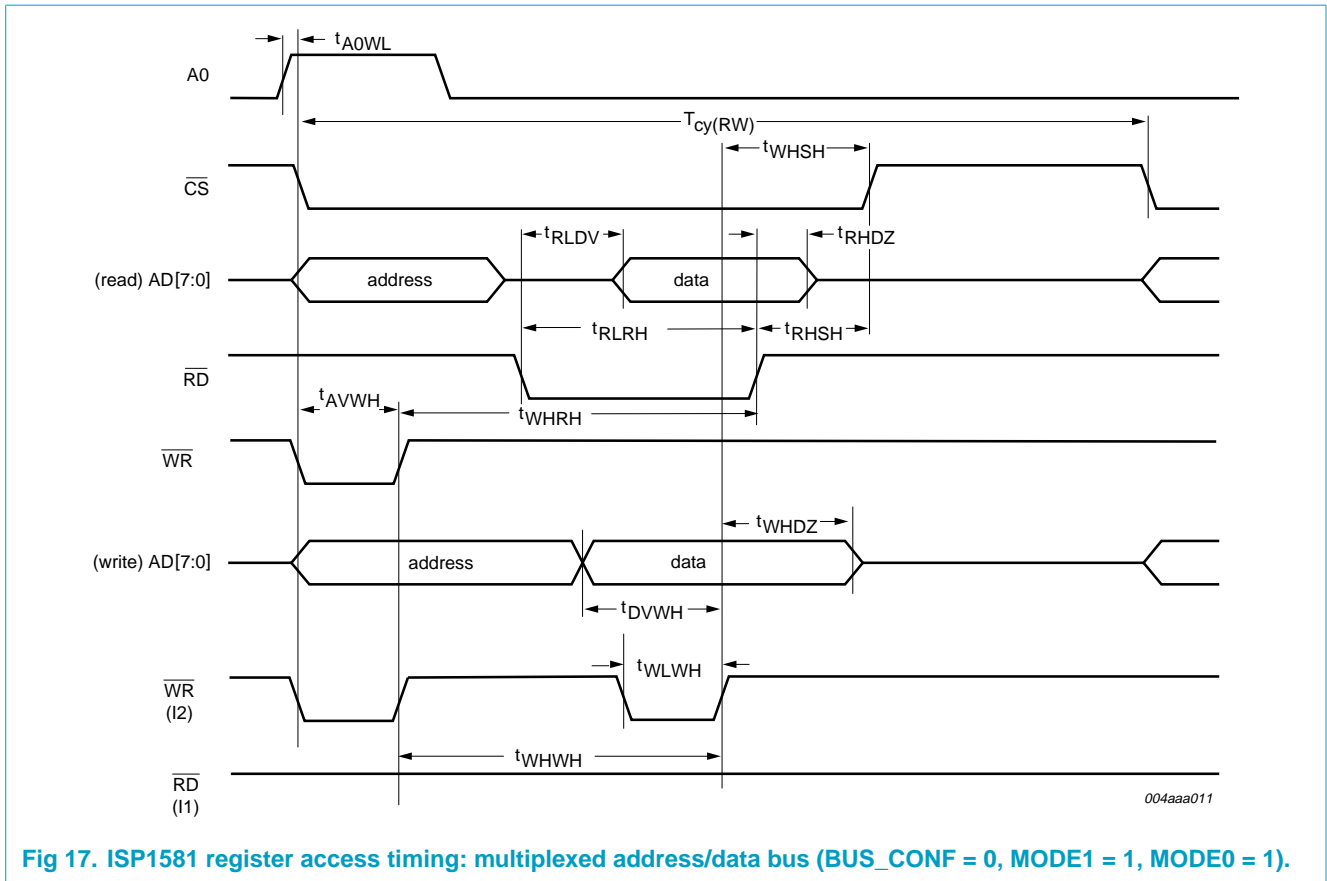 tA0WL
A0
Tcy(RW)
tWHSH
CS
tRLDV
tRHDZ
(read) AD[7:0]
address
data
tRLRH
tRHSH
RD
tAVWH
tWHRH
WR
tWHDZ
(write) AD[7:0]
address
data
tDVWH
tWLWH
WR
(I2)
tWHWH
RD
(I1)
004aaa011
Fig 17. ISP1581 register access timing: multiplexed address/data bus (BUS_CONF = 0, MODE1 = 1, MODE0 = 1).